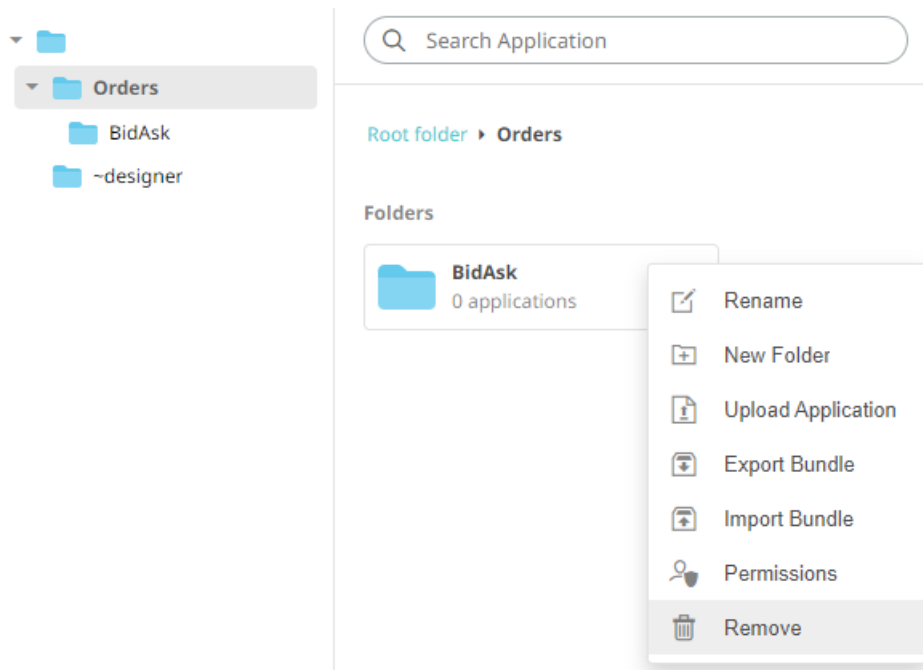 Orders
BidAsk
~designer
Search Application
Root folder ▸ Orders
Folders
BidAsk
0 applications
Rename
New Folder
Upload Application
Export Bundle
Import Bundle
Permissions
Remove